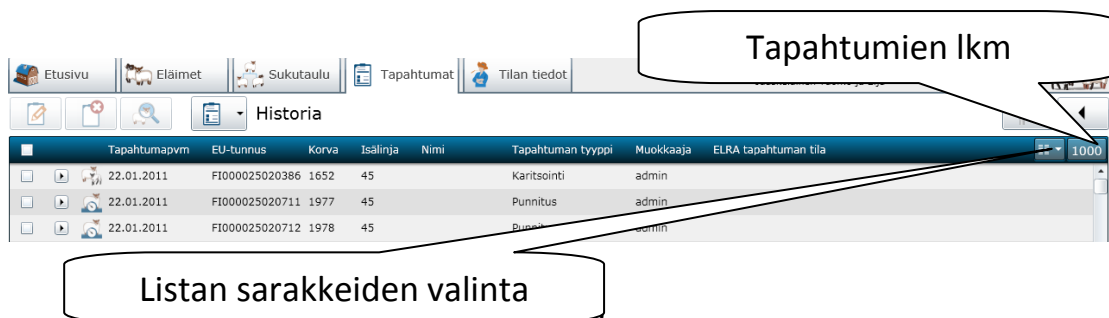 Tapahtumien lkm
Etusivu Eläimet Sukutaulu Tapahtumat Tilan tiedot
Historia
Tapahtumapvm EU-tunnus Korva Isälinja Nimi Tapahtuman tyyppi Muokkaaja ELRA tapahtuman tila 1000
22.01.2011 FI000025020386 1652 45 Karitsointi admin
22.01.2011 FI000025020711 1977 45 Punnitus admin
22.01.2011 FI000025020712 1978 45 admin
Listan sarakkeiden valinta